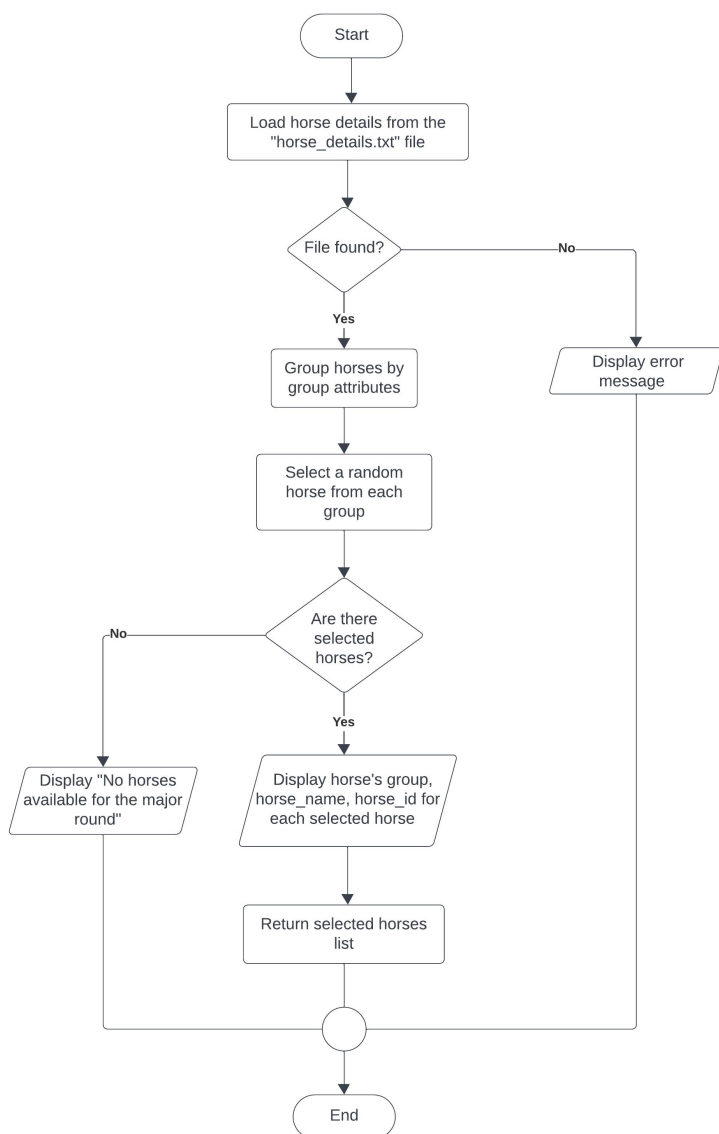 Start
Load horse details from the
"horse_details.txt" file
File found?
No
Yes
Group horses by
group attributes
Display error
message
Select a random
horse from each
group
Are there
selected
horses?
No
Yes
Display "No horses
available for the major
round"
Display horse's group,
horse_name, horse_id for
each selected horse
Return selected horses
list
End